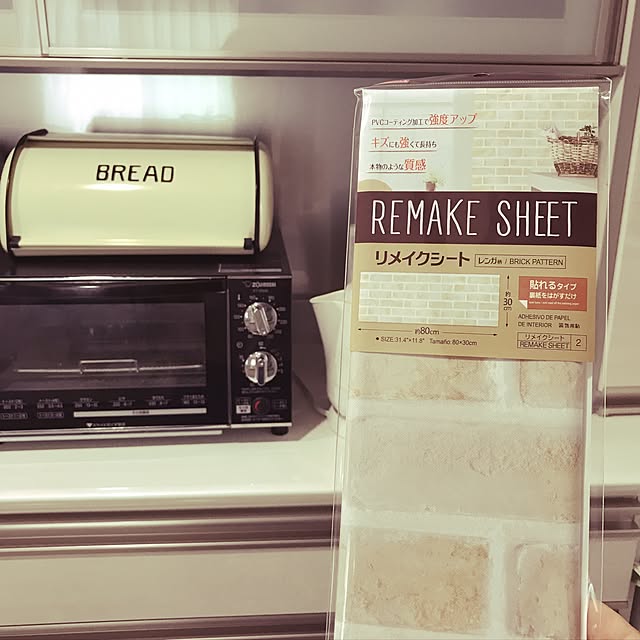 BREAD
ZOJIRUSHI
PVCコーティング加工で強度アップ
キズにも強くて長持ち
本物のような質感
REMAKE SHEET
リメイクシート レンガ柄 / BRICK PATTERN
約30cm
貼れるタイプ
裏紙をはがすだけ
約80cm
● SIZE:31.4"×11.8" Tamaño:80×30cm
ADHESIVO DE PAPEL
DE INTERIOR 装飾推動
リメイクシート
REMAKE SHEET 2